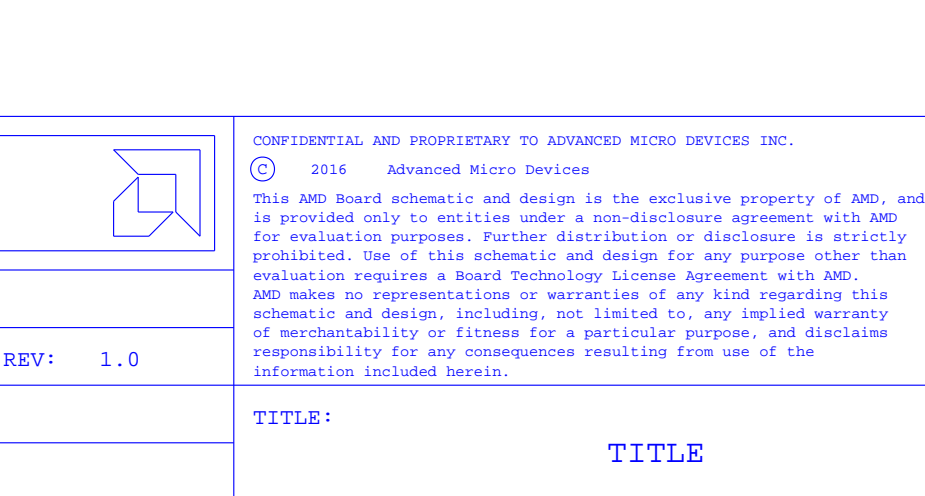 CONFIDENTIAL AND PROPRIETARY TO ADVANCED MICRO DEVICES INC.
C 2016 Advanced Micro Devices
This AMD Board schematic and design is the exclusive property of AMD, and
is provided only to entities under a non-disclosure agreement with AMD
for evaluation purposes. Further distribution or disclosure is strictly
prohibited. Use of this schematic and design for any purpose other than
evaluation requires a Board Technology License Agreement with AMD.
AMD makes no representations or warranties of any kind regarding this
schematic and design, including, not limited to, any implied warranty
of merchantability or fitness for a particular purpose, and disclaims
responsibility for any consequences resulting from use of the
information included herein.
REV: 1.0
TITLE:
TITLE